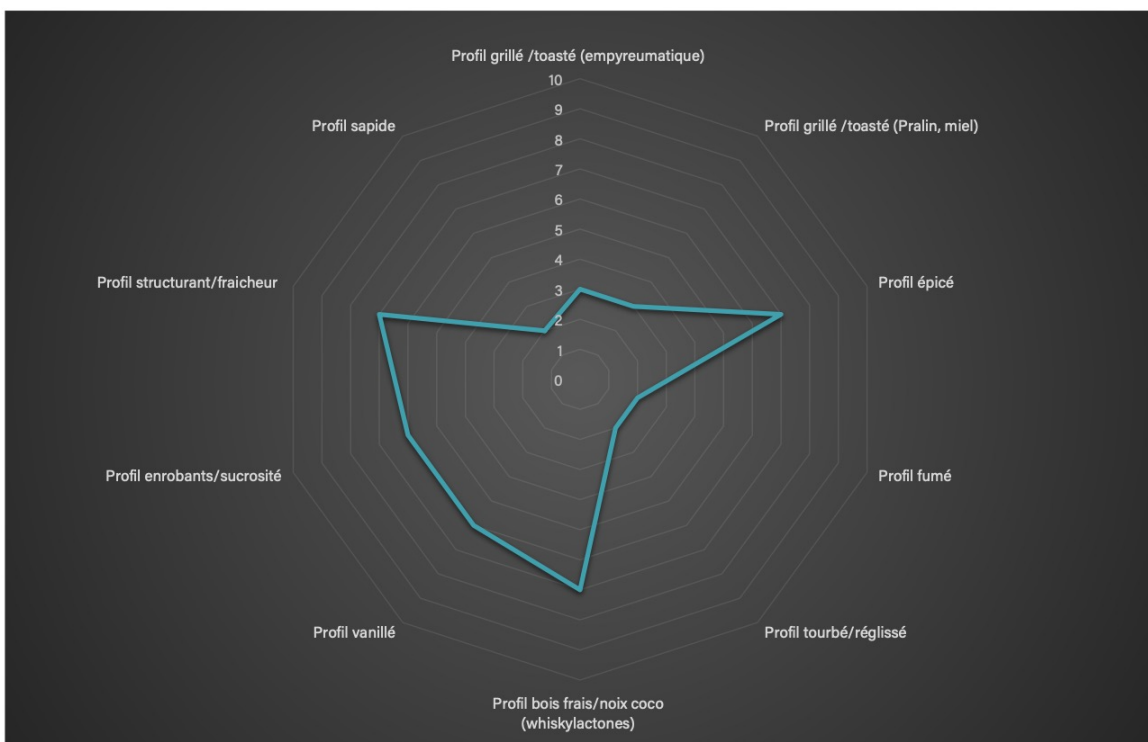 Profil grillé /toasté (empyreumatique)
10
9
8
7
6
5
4
3
2
1
0
Profil grillé /toasté (Pralin, miel)
Profil épicé
Profil fumé
Profil tourbé/réglissé
Profil bois frais/noix coco
(whiskylactones)
Profil vanillé
Profil enrobants/sucrosité
Profil structurant/fraicheur
Profil sapide